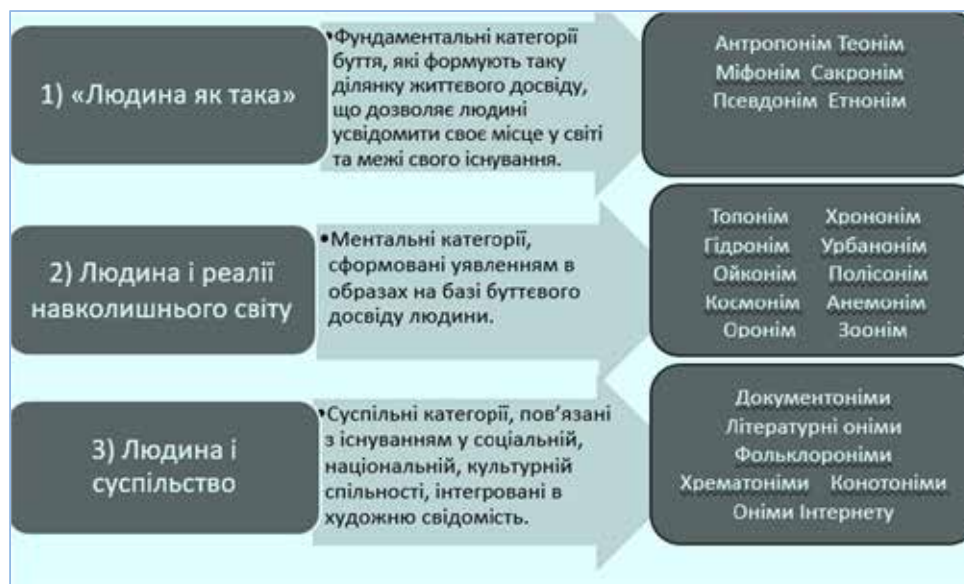 1) «Людина як така»
•Фундаментальні категорії
буття, які формують таку
ділянку життєвого досвіду,
що дозволяє людині
усвідомити своє місце у світі
та межі свого існування.
Антропонім Теонім
Міфонім Сакронім
Псевдонім Етнонім
2) Людина і реалії
навколишнього світу
•Ментальні категорії,
сформовані уявленням в
образах на базі буттєвого
досвіду людини.
Топонім Хрононім
Гідронім Урбанонім
Ойконім Полісонім
Космонім Анемонім
Оронім Зоонім
3) Людина і
суспільство
•Суспільні категорії, пов’язані
з існуванням у соціальній,
національній, культурній
спільності, інтегровані в
художню свідомість.
Документоніми
Літературні оніми
Фольклороніми
Хрематоніми Конотоніми
Оніми Інтернету